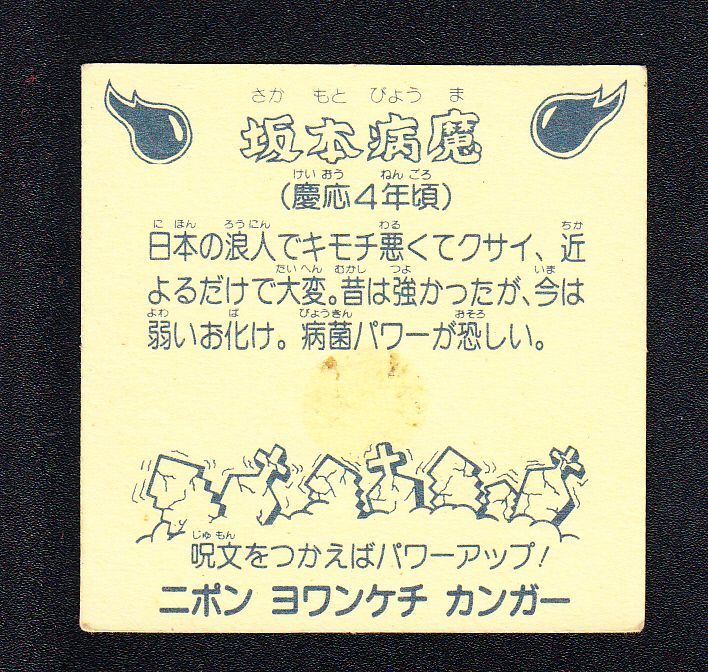 さか もと びょう ま
坂本病魔
けい おう ねん ごろ
(慶応4年頃)
に ほん ろうにん わる ちか
日本の浪人でキモチ悪くてクサイ、近
たいへん むかし つよ いま
よるだけで大変。昔は強かったが、今は
よわ ば びょうきん おそろ
弱いお化け。病菌パワーが恐しい。
じゅ もん
呪文をつかえばパワーアップ!
ニポン ヨワンケチ カンガー